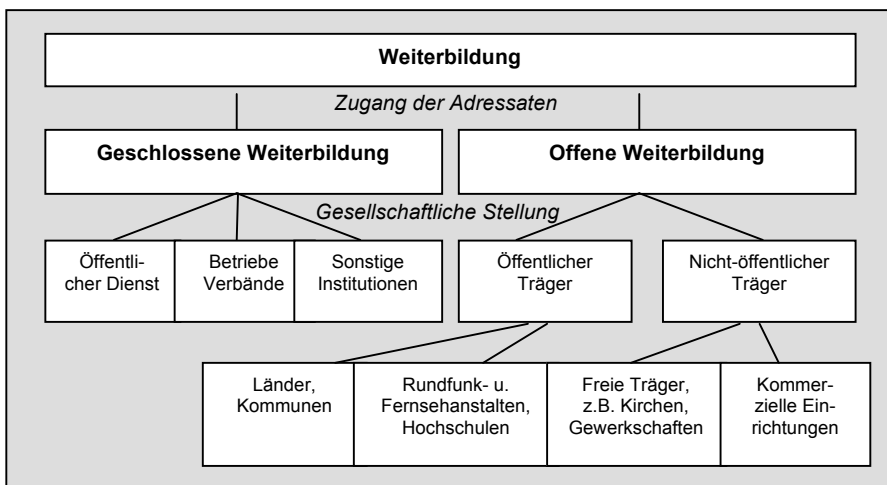 Weiterbildung
Zugang der Adressaten
Geschlossene Weiterbildung
Offene Weiterbildung
Gesellschaftliche Stellung
Öffentli-
cher Dienst
Betriebe
Verbände
Sonstige
Institutionen
Öffentlicher
Träger
Nicht-öffentlicher
Träger
Länder,
Kommunen
Rundfunk- u.
Fernsehanstalten,
Hochschulen
Freie Träger,
z.B. Kirchen,
Gewerkschaften
Kommer-
zielle Ein-
richtungen